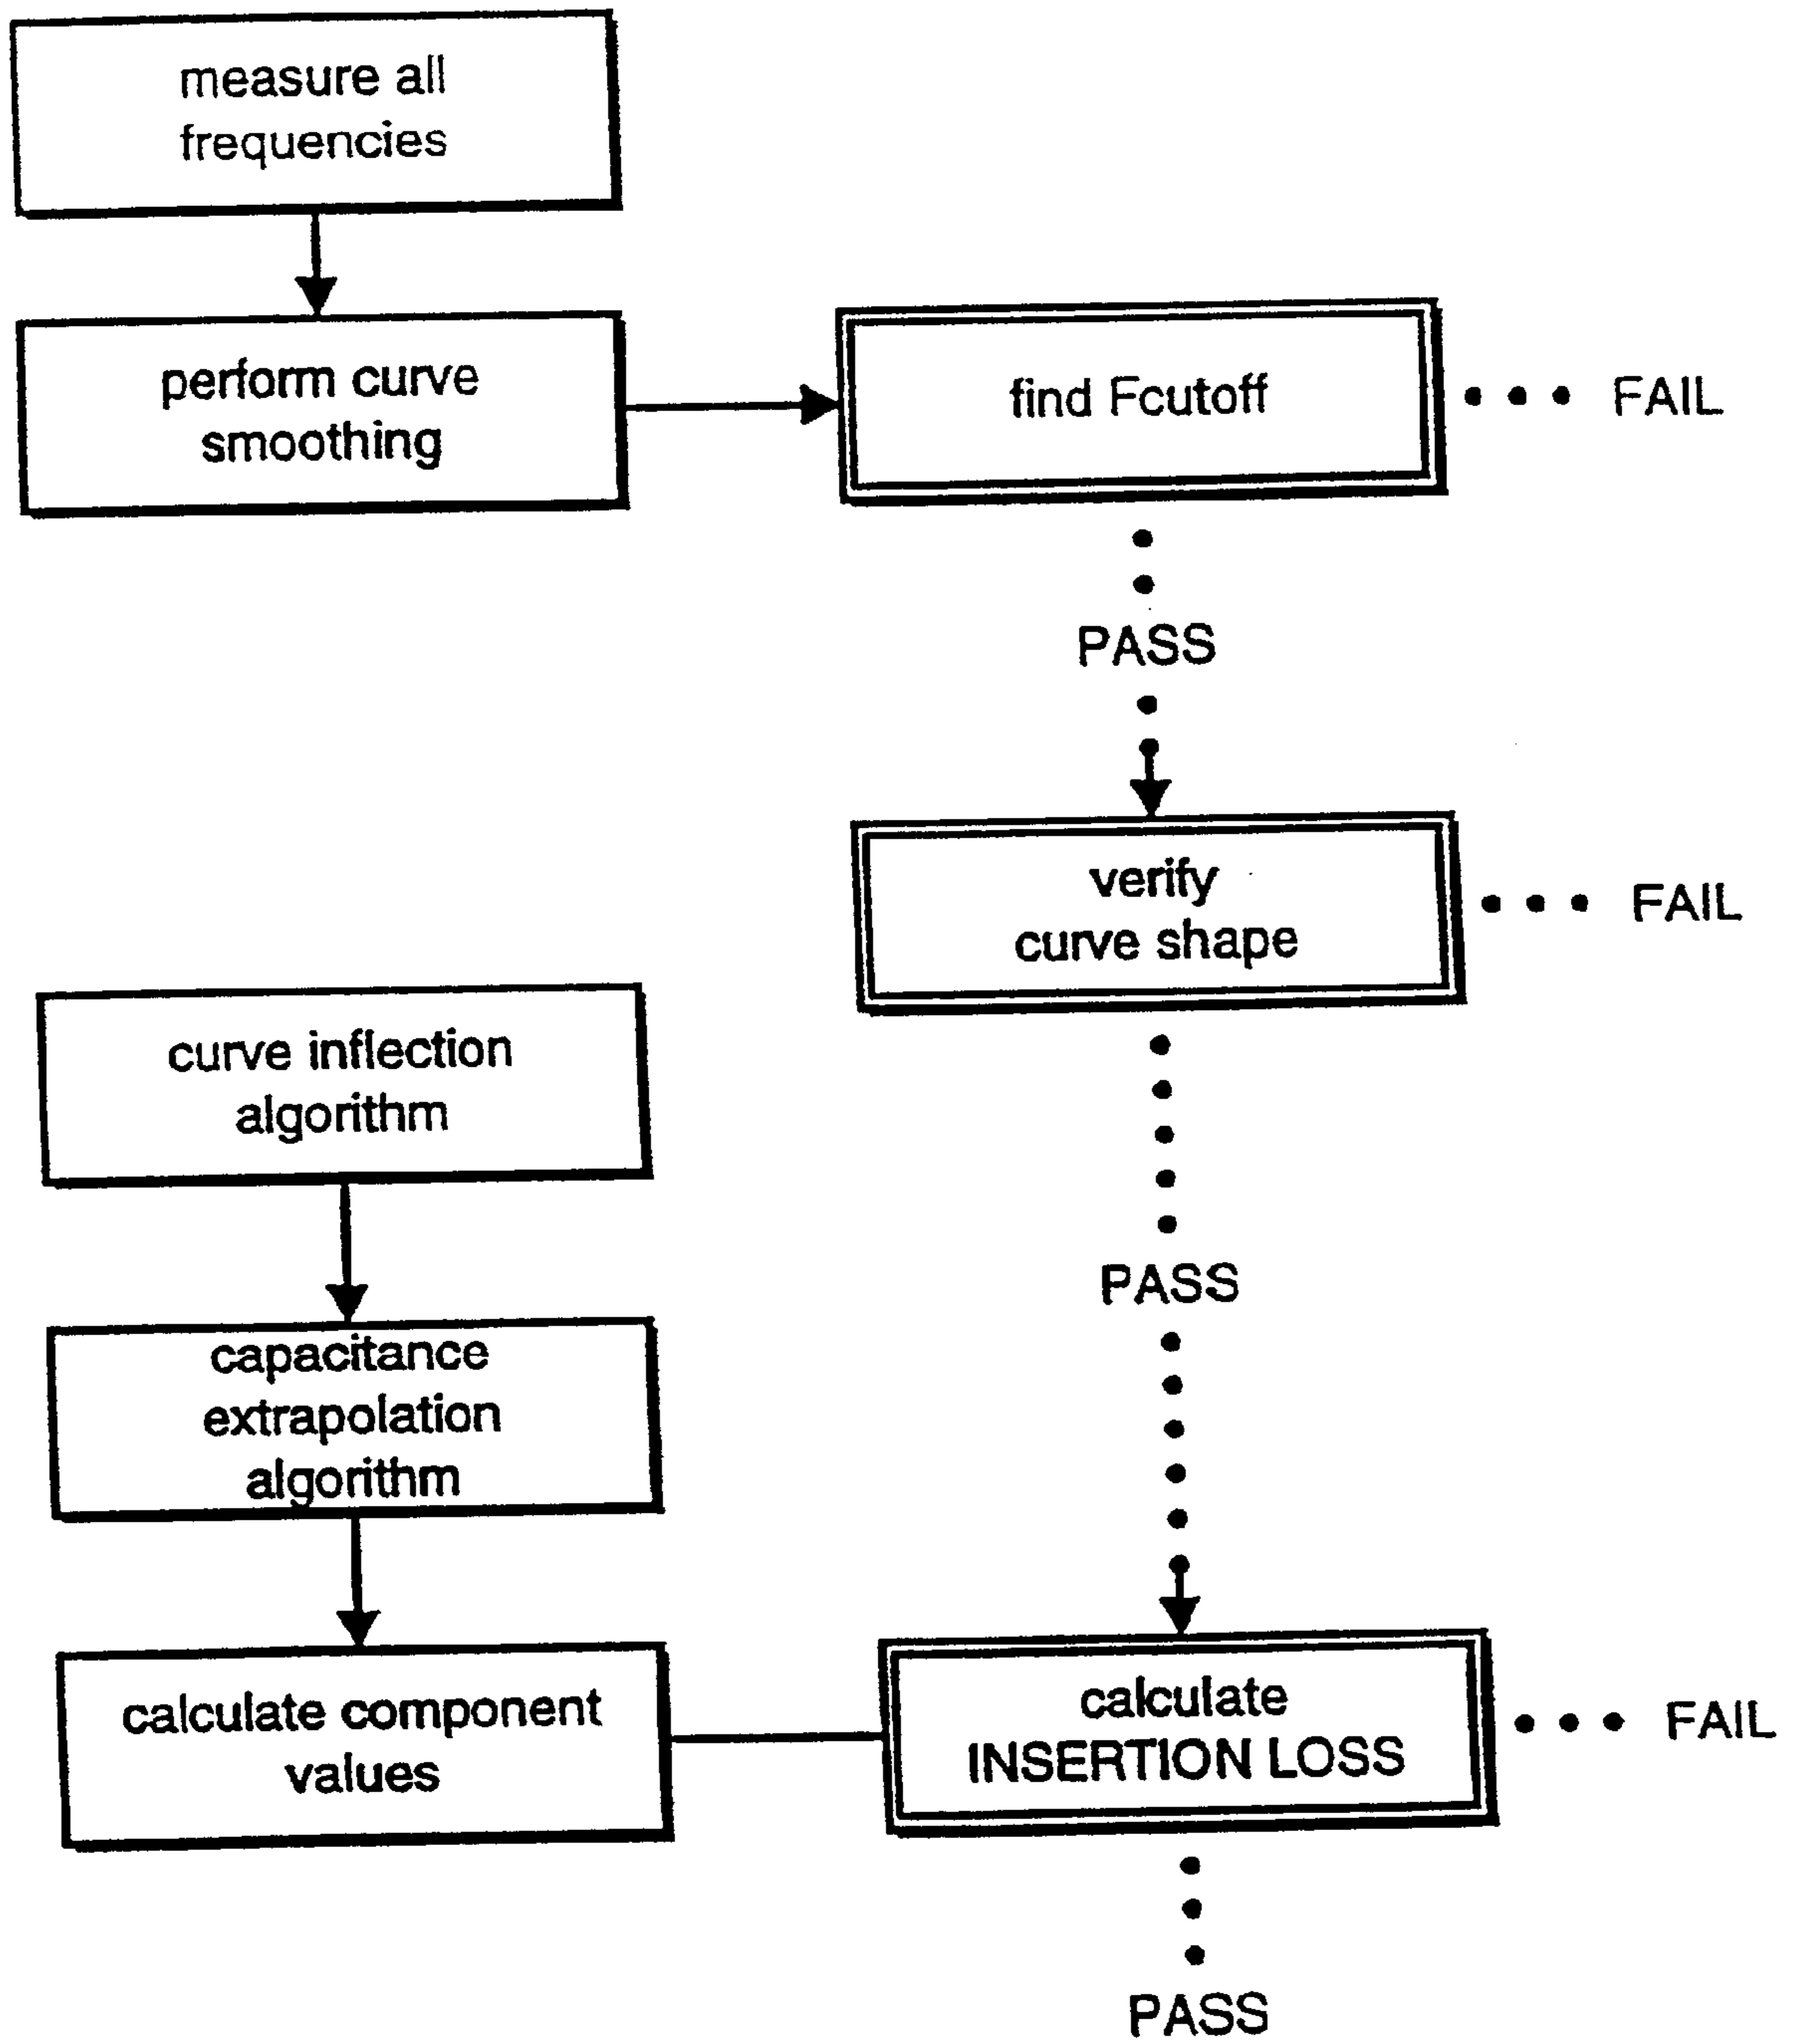 measure all
frequencies
perform curve
smoothing
find Fcutoff
FAIL
PASS
verify
curve shape
FAIL
curve inflection
algorithm
PASS
capacitance
extrapolation
algorithm
calculate component
values
calculate
INSERTION LOSS
FAIL
PASS